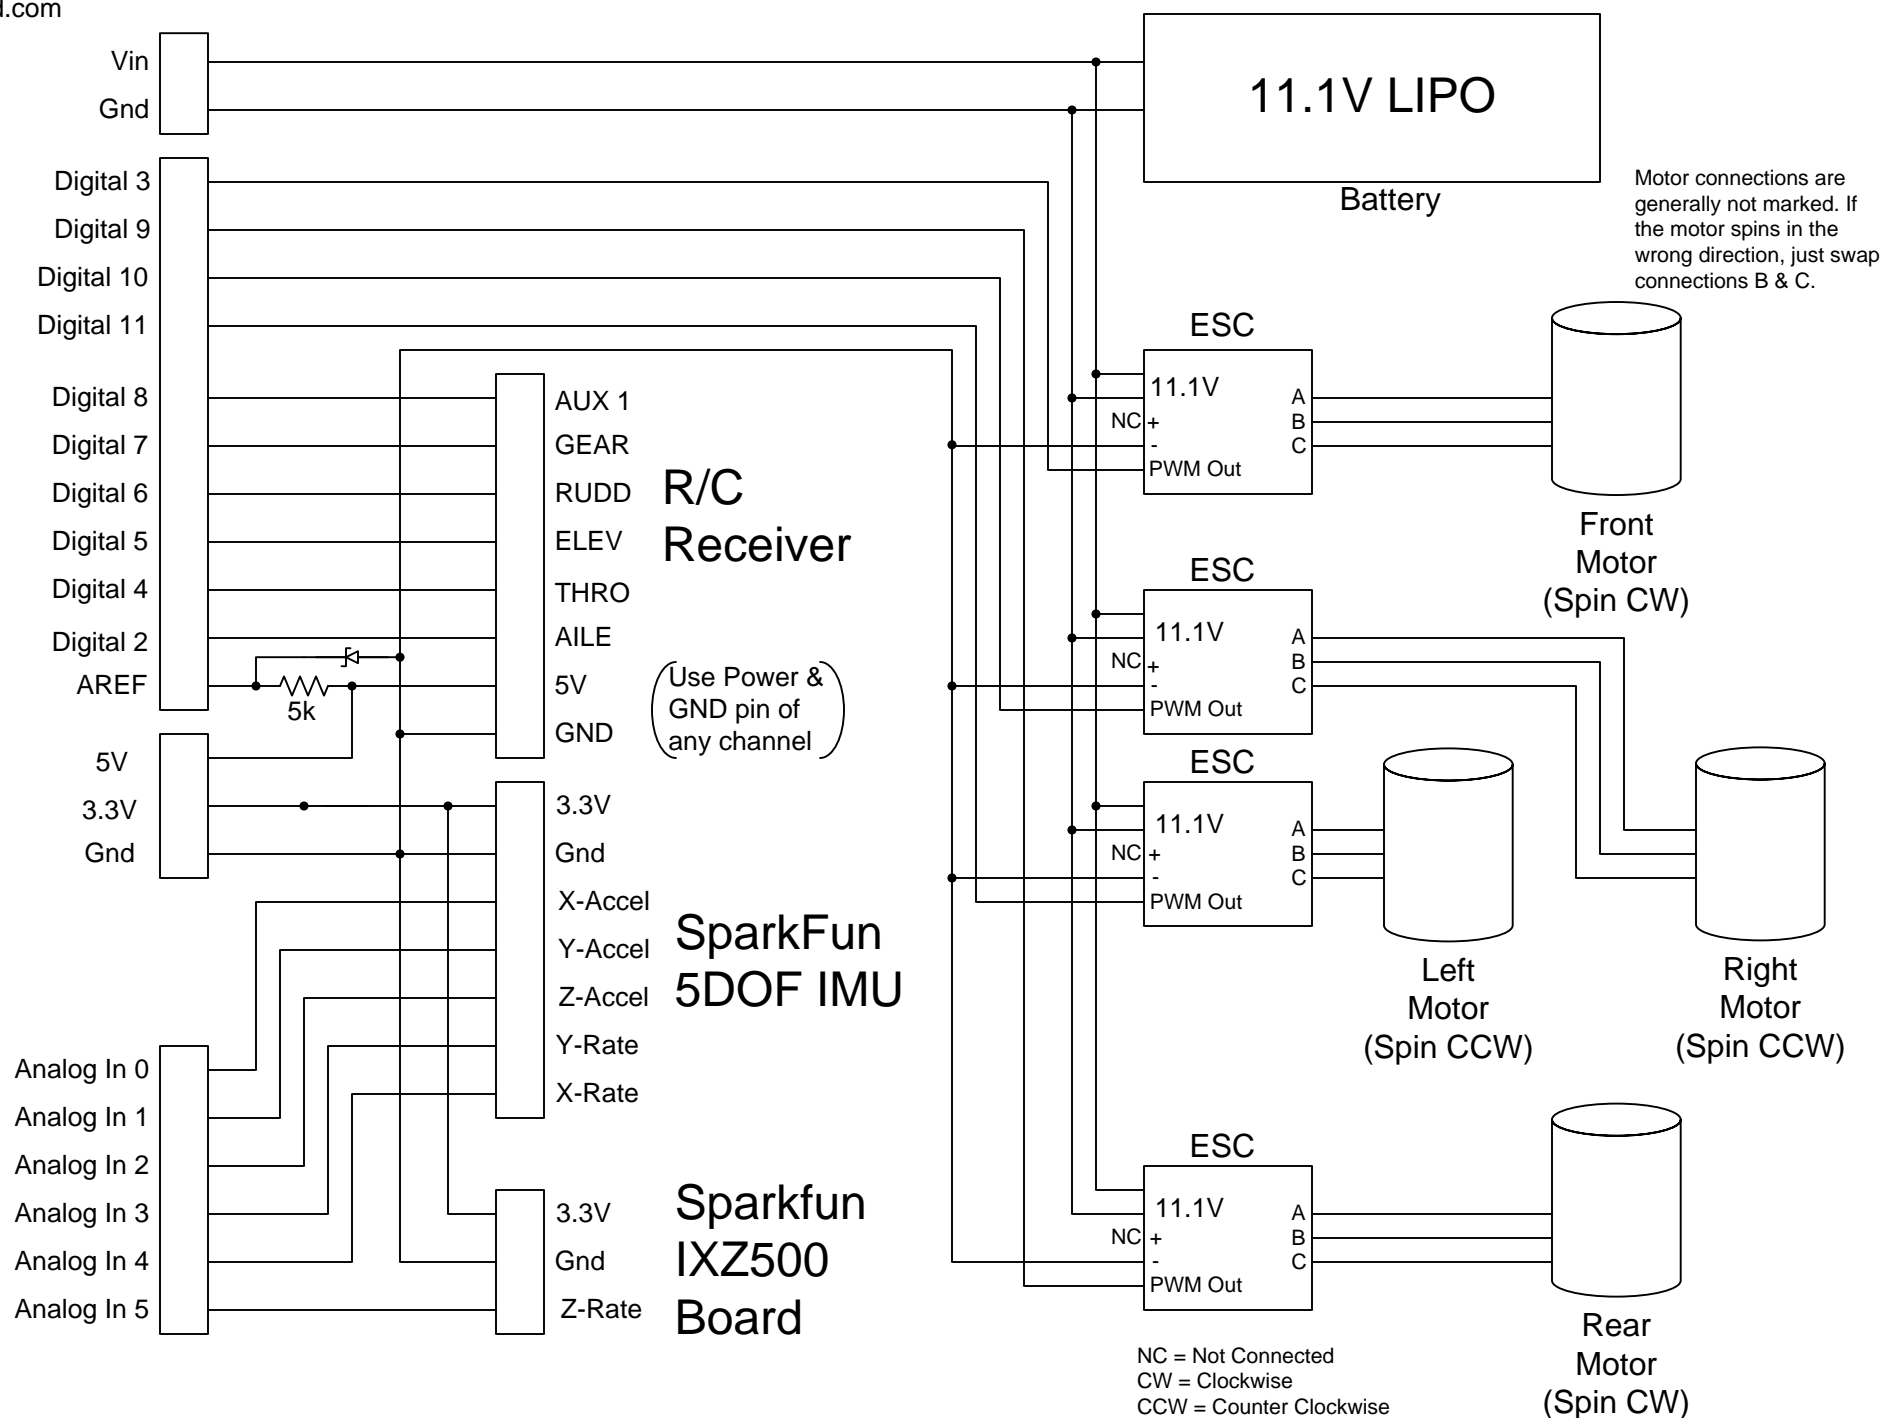 d.com
Vin
Gnd
11.1V LIPO
Battery
Motor connections are
generally not marked. If
the motor spins in the
wrong direction, just swap
connections B & C.
Digital 3
Digital 9
Digital 10
Digital 11
Digital 8
Digital 7
Digital 6
Digital 5
Digital 4
Digital 2
AREF
5k
5V
3.3V
Gnd
Analog In 0
Analog In 1
Analog In 2
Analog In 3
Analog In 4
Analog In 5
AUX 1
GEAR
RUDD
ELEV
THRO
AILE
5V
GND
R/C
Receiver
Use Power &
GND pin of
any channel
3.3V
Gnd
X-Accel
Y-Accel
Z-Accel
Y-Rate
X-Rate
SparkFun
5DOF IMU
3.3V
Gnd
Z-Rate
Sparkfun
IXZ500
Board
ESC
11.1V
NC +
-
PWM Out
A
B
C
Front
Motor
(Spin CW)
ESC
11.1V
NC +
-
PWM Out
A
B
C
ESC
11.1V
NC +
-
PWM Out
A
B
C
Left
Motor
(Spin CCW)
Right
Motor
(Spin CCW)
ESC
11.1V
NC +
-
PWM Out
A
B
C
Rear
Motor
(Spin CW)
NC = Not Connected
CW = Clockwise
CCW = Counter Clockwise